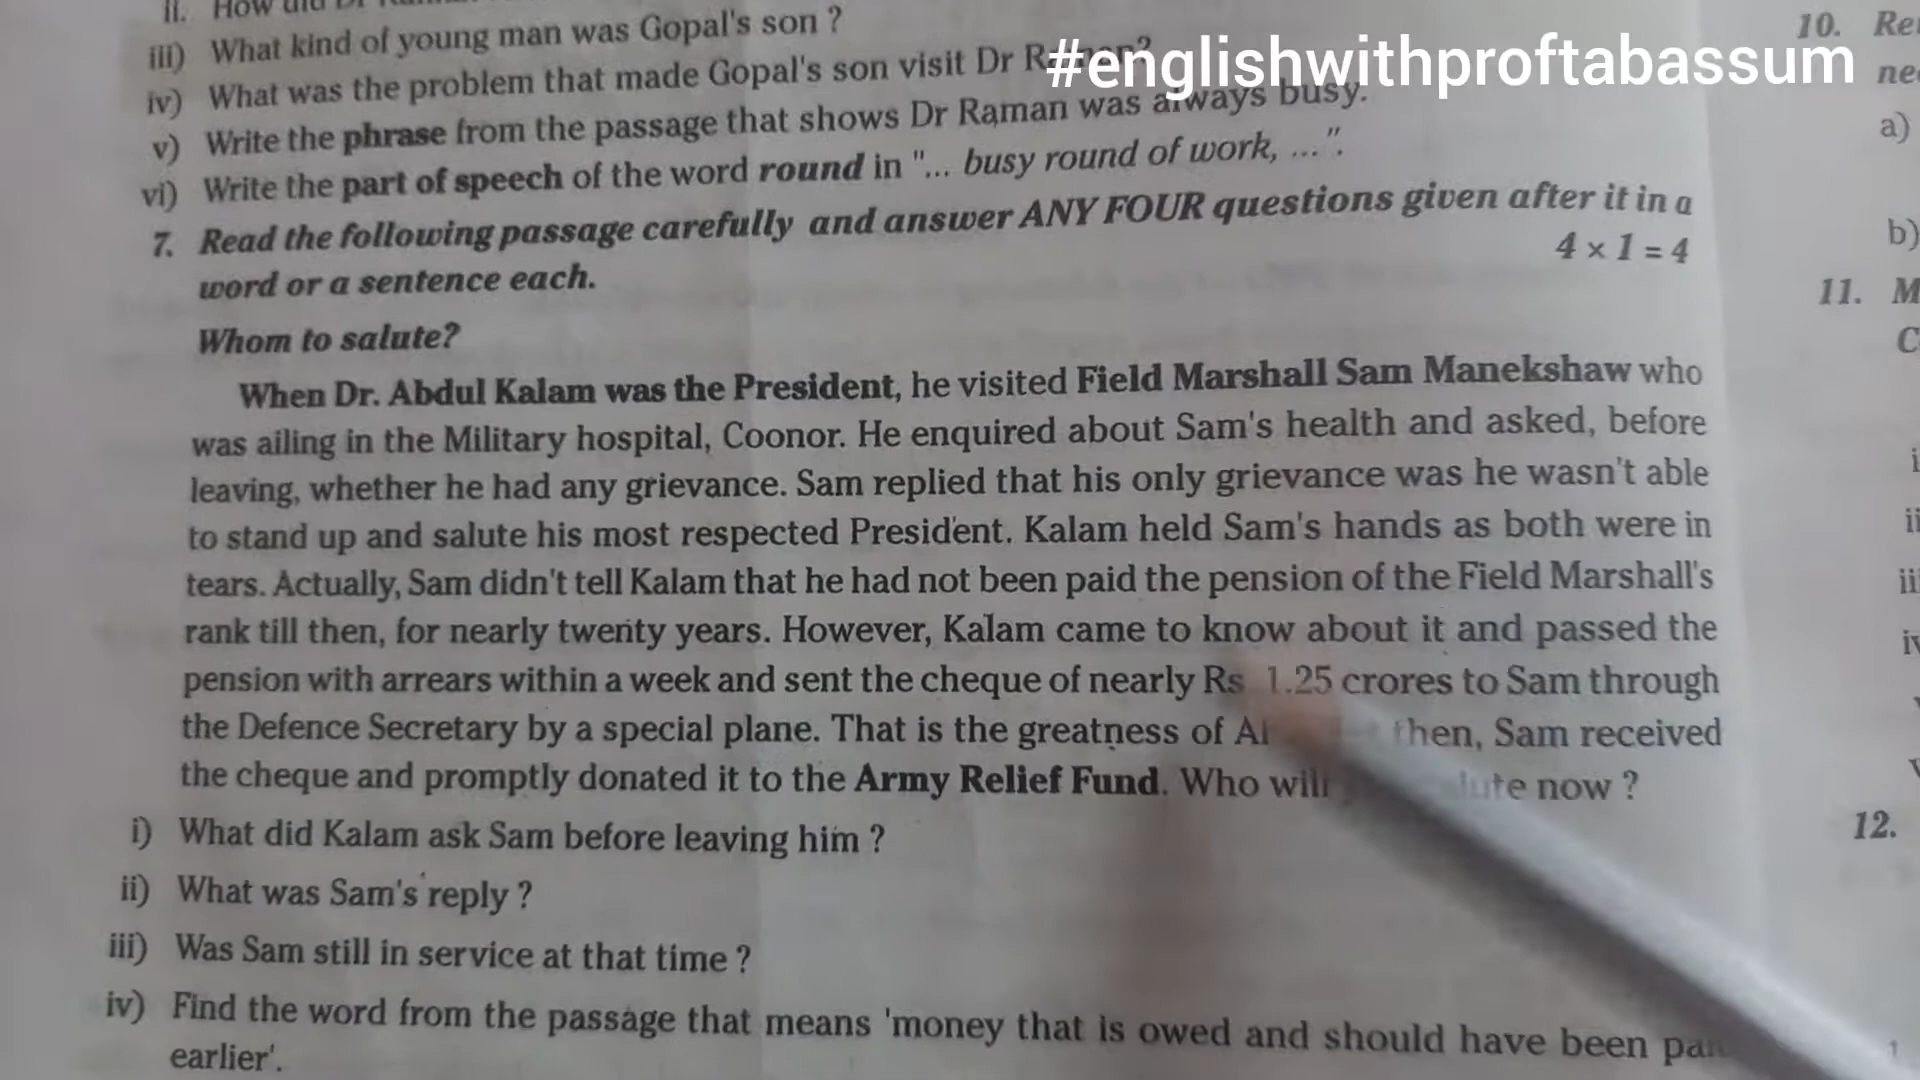 ii. How did Dr
iii) What kind of young man was Gopal's son ?
iv) What was the problem that made Gopal's son visit Dr
#englishwithproftabassum
v) Write the phrase from the passage that shows Dr Raman was always busy.
vi) Write the part of speech of the word round in "... busy round of work, ...".
7. Read the following passage carefully and answer ANY FOUR questions given after it in a
word or a sentence each. 4 × 1 = 4
Whom to salute?
When Dr. Abdul Kalam was the President, he visited Field Marshall Sam Manekshaw who
was ailing in the Military hospital, Coonor. He enquired about Sam's health and asked, before
leaving, whether he had any grievance. Sam replied that his only grievance was he wasn't able
to stand up and salute his most respected President. Kalam held Sam's hands as both were in
tears. Actually, Sam didn't tell Kalam that he had not been paid the pension of the Field Marshall's
rank till then, for nearly twenty years. However, Kalam came to know about it and passed the
pension with arrears within a week and sent the cheque of nearly Rs 1.25 crores to Sam through
the Defence Secretary by a special plane. That is the greatness of then, Sam received
the cheque and promptly donated it to the Army Relief Fund. Who will now ?
i) What did Kalam ask Sam before leaving him ?
ii) What was Sam's reply ?
iii) Was Sam still in service at that time ?
iv) Find the word from the passage that means 'money that is owed and should have been
earlier'.
10.
a)
b)
11.
12.